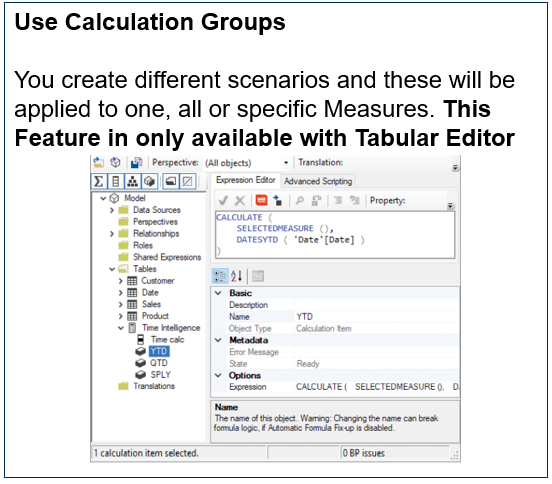 Use Calculation Groups
You create different scenarios and these will be
applied to one, all or specific Measures. This
Feature in only available with Tabular Editor
Perspective: (All objects) Translation:
Expression Editor Advanced Scripting
Property:
Model
Data Sources
Perspectives
Relationships
Roles
Shared Expressions
Tables
Customer
Date
Sales
Product
Time Intelligence
Time calc
YTD
QTD
SPLY
Translations
CALCULATE (
SELECTEDMEASURE (),
DATESYTD ( 'Date'[Date] )
)
Basic
Description
Name YTD
Object Type Calculation Item
Metadata
Error Message
State Ready
Options
Expression CALCULATE ( SELECTEDMEASURE (), D.
Name
The name of this object. Warning: Changing the name can break
formula logic, if Automatic Formula Fix-up is disabled.
1 calculation item selected. 0 BP issues